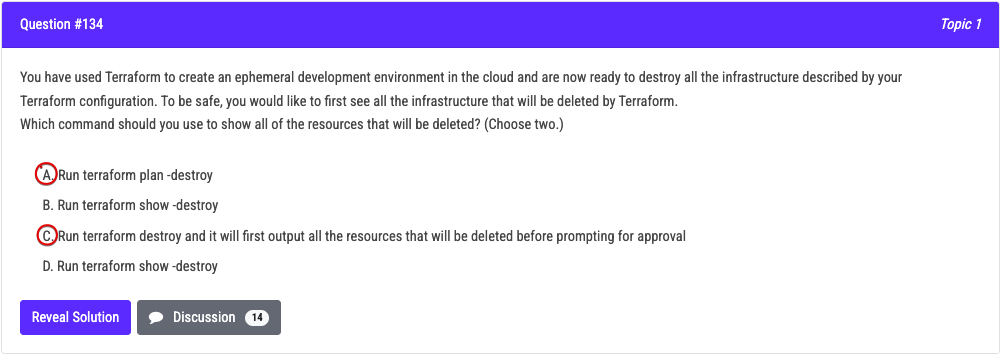 Question #134
Topic 1
You have used Terraform to create an ephemeral development environment in the cloud and are now ready to destroy all the infrastructure described by your
Terraform configuration. To be safe, you would like to first see all the infrastructure that will be deleted by Terraform.
Which command should you use to show all of the resources that will be deleted? (Choose two.)
A. Run terraform plan -destroy
B. Run terraform show -destroy
C. Run terraform destroy and it will first output all the resources that will be deleted before prompting for approval
D. Run terraform show -destroy
Reveal Solution
Discussion 14